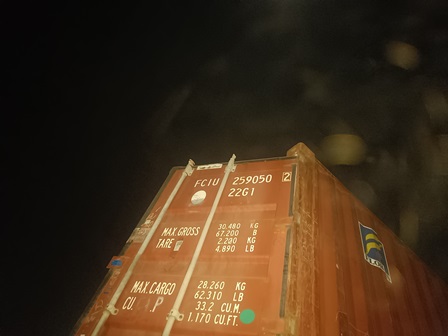 FCIU 259050 2
22G1
MAX.GROSS 30.480 KG
67.200 B
TARE 2.200 KG
4.890 LB
MAX.CARGO 28.260 KG
62.310 LB
CU. .P 33.2 CU.M.
1.170 CU.FT.